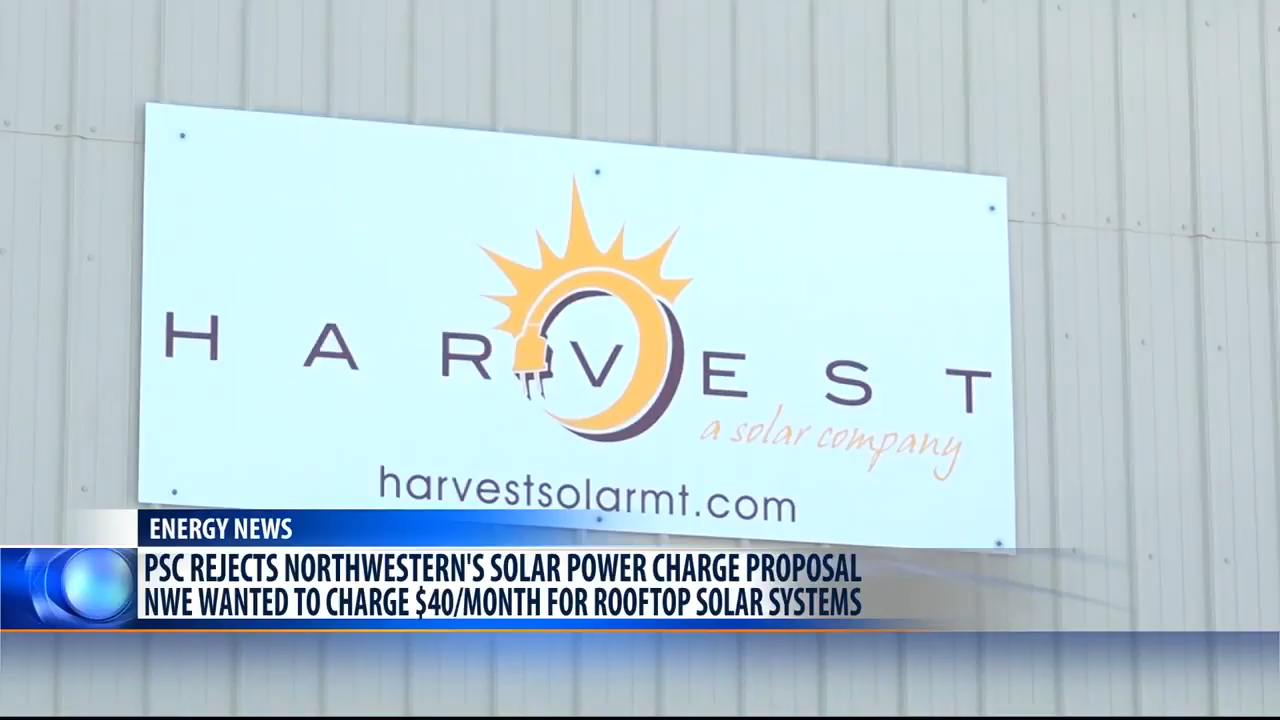 HARVEST
a solar company
harvestsolarmt.com
ENERGY NEWS
PSC REJECTS NORTHWESTERN'S SOLAR POWER CHARGE PROPOSAL
NWE WANTED TO CHARGE $40/MONTH FOR ROOFTOP SOLAR SYSTEMS